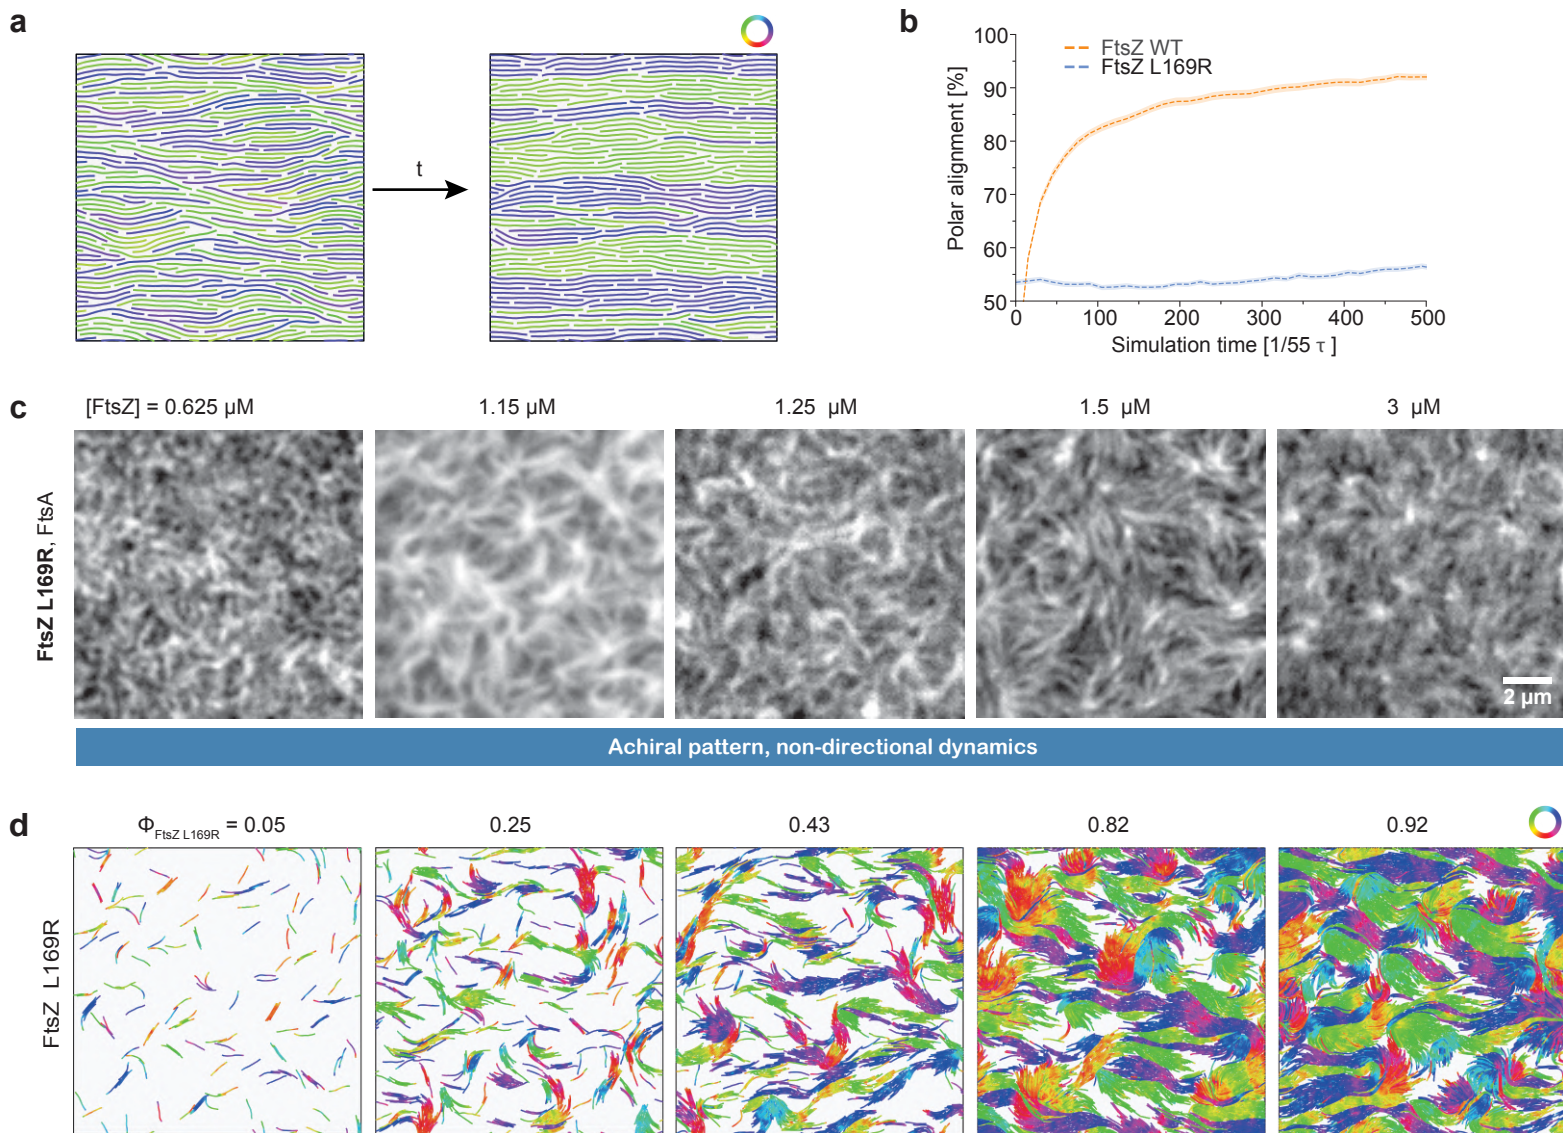 a
t
b
100
90
80
70
60
50
Polar alignment [%]
FtsZ WT
FtsZ L169R
0
100
200
300
400
500
Simulation time [1/55 τ ]
c
[FtsZ] = 0.625 µM
1.15 µM
1.25 µM
1.5 µM
3 µM
FtsZ L169R, FtsA
2 µm
Achiral pattern, non-directional dynamics
d
Φ FtsZ L169R = 0.05
0.25
0.43
0.82
0.92
FtsZ L169R